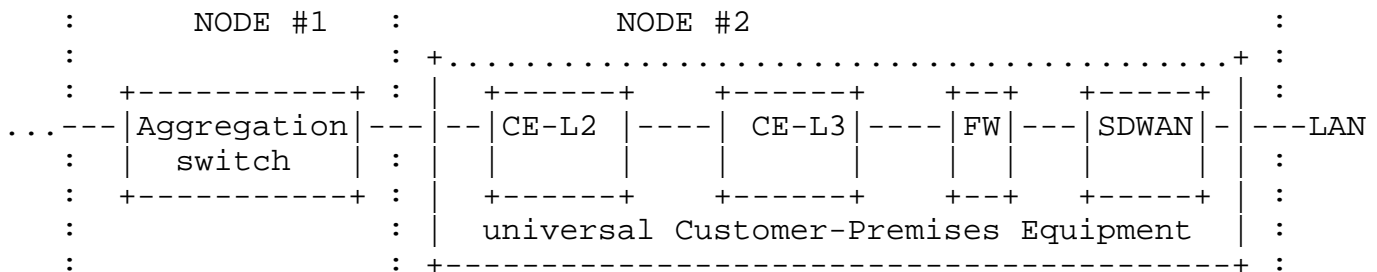 : NODE #1 : NODE #2 :
: : +.........................................+ :
: +-----------+ : | +------+ +------+ +--+ +-----+ | :
...---|Aggregation|---|--|CE-L2 |----| CE-L3|----|FW|---|SDWAN|-|---LAN
: | switch | : | | | | | | | | | | :
: +-----------+ : | +------+ +------+ +--+ +-----+ | :
: : | universal Customer-Premises Equipment | :
: : +-----------------------------------------+ :